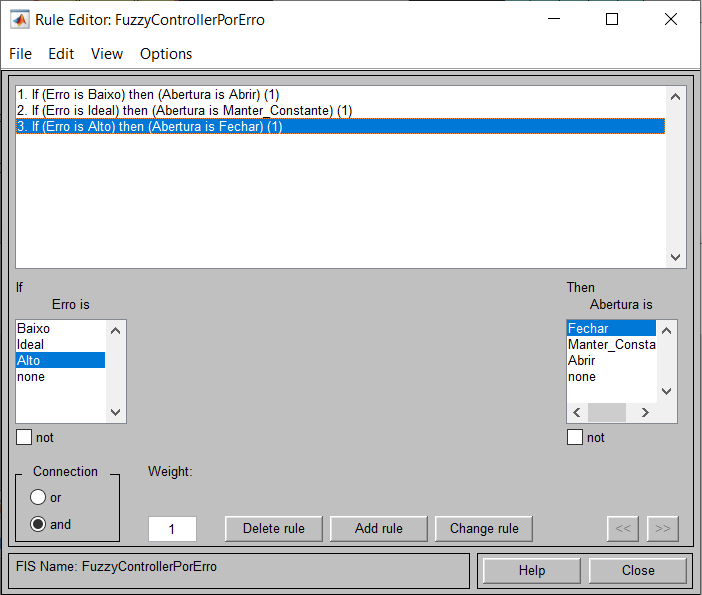 Rule Editor: FuzzyControllerPorErro
File Edit View Options
1. If (Erro is Baixo) then (Abertura is Abrir) (1)
2. If (Erro is Ideal) then (Abertura is Manter_Constante) (1)
3. If (Erro is Alto) then (Abertura is Fechar) (1)
If Then
Erro is Abertura is
Baixo Fechar
Ideal Manter_Consta
Alto Abrir
none none
not not
Connection Weight:
or
and 1 Delete rule Add rule Change rule << >>
FIS Name: FuzzyControllerPorErro Help Close